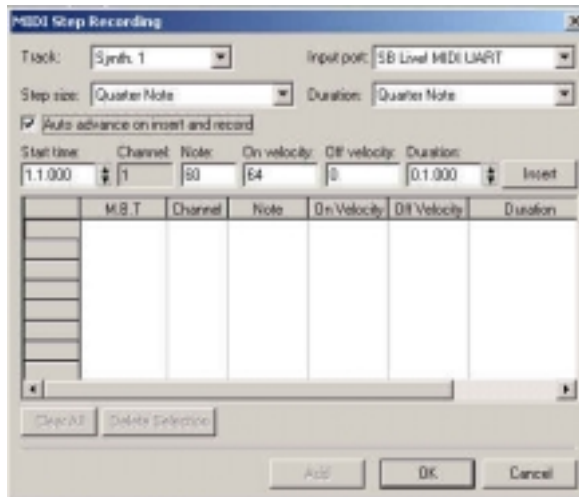 MIDI Step Recording
Track: Synth. 1 Input port: SB Live! MIDI UART
Step size: Quarter Note Duration: Quarter Note
Auto advance on insert and record
Start time: Channel: Note: On velocity: Off velocity: Duration:
1.1.000 1 60 64 0 0.1.000 Insert
M.B.T Channel Note On Velocity Off Velocity Duration
Clear All Delete Selection
Add OK Cancel